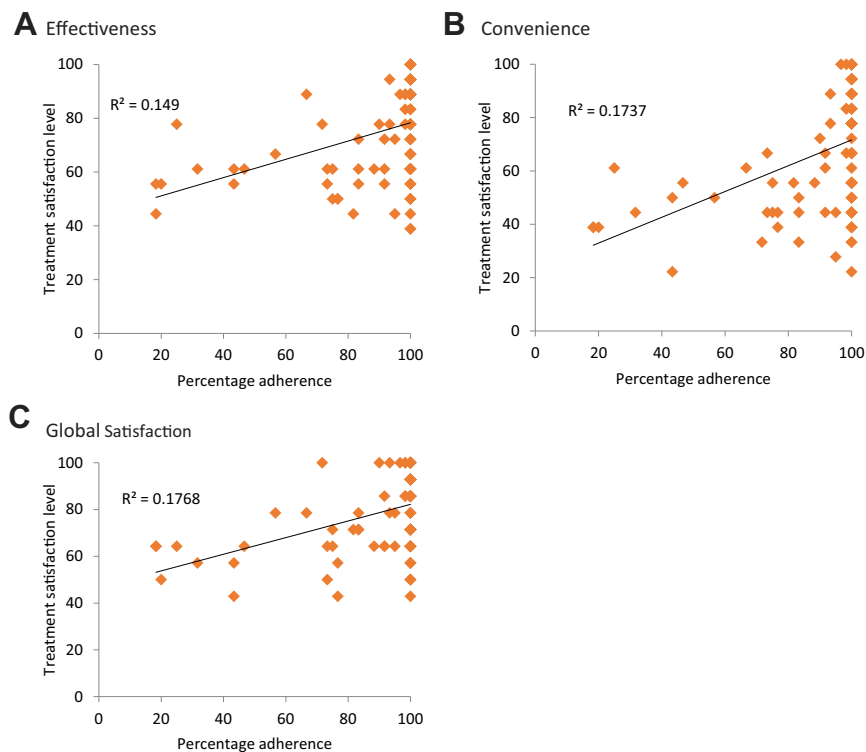 A Effectiveness
Treatment satisfaction level
100
80
60
40
20
0
R² = 0.149
0 20 40 60 80 100
Percentage adherence
B Convenience
Treatment satisfaction level
100
80
60
40
20
0
R² = 0.1737
0 20 40 60 80 100
Percentage adherence
C Global Satisfaction
Treatment satisfaction level
100
80
60
40
20
0
R² = 0.1768
0 20 40 60 80 100
Percentage adherence